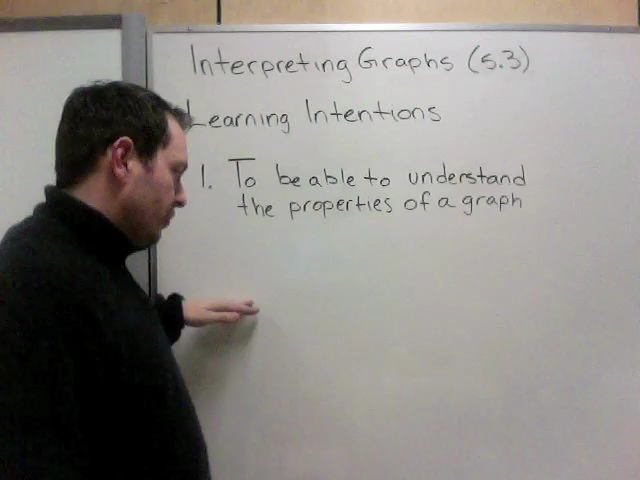 Interpreting Graphs (5.3)
Learning Intentions
1. To be able to understand
the properties of a graph